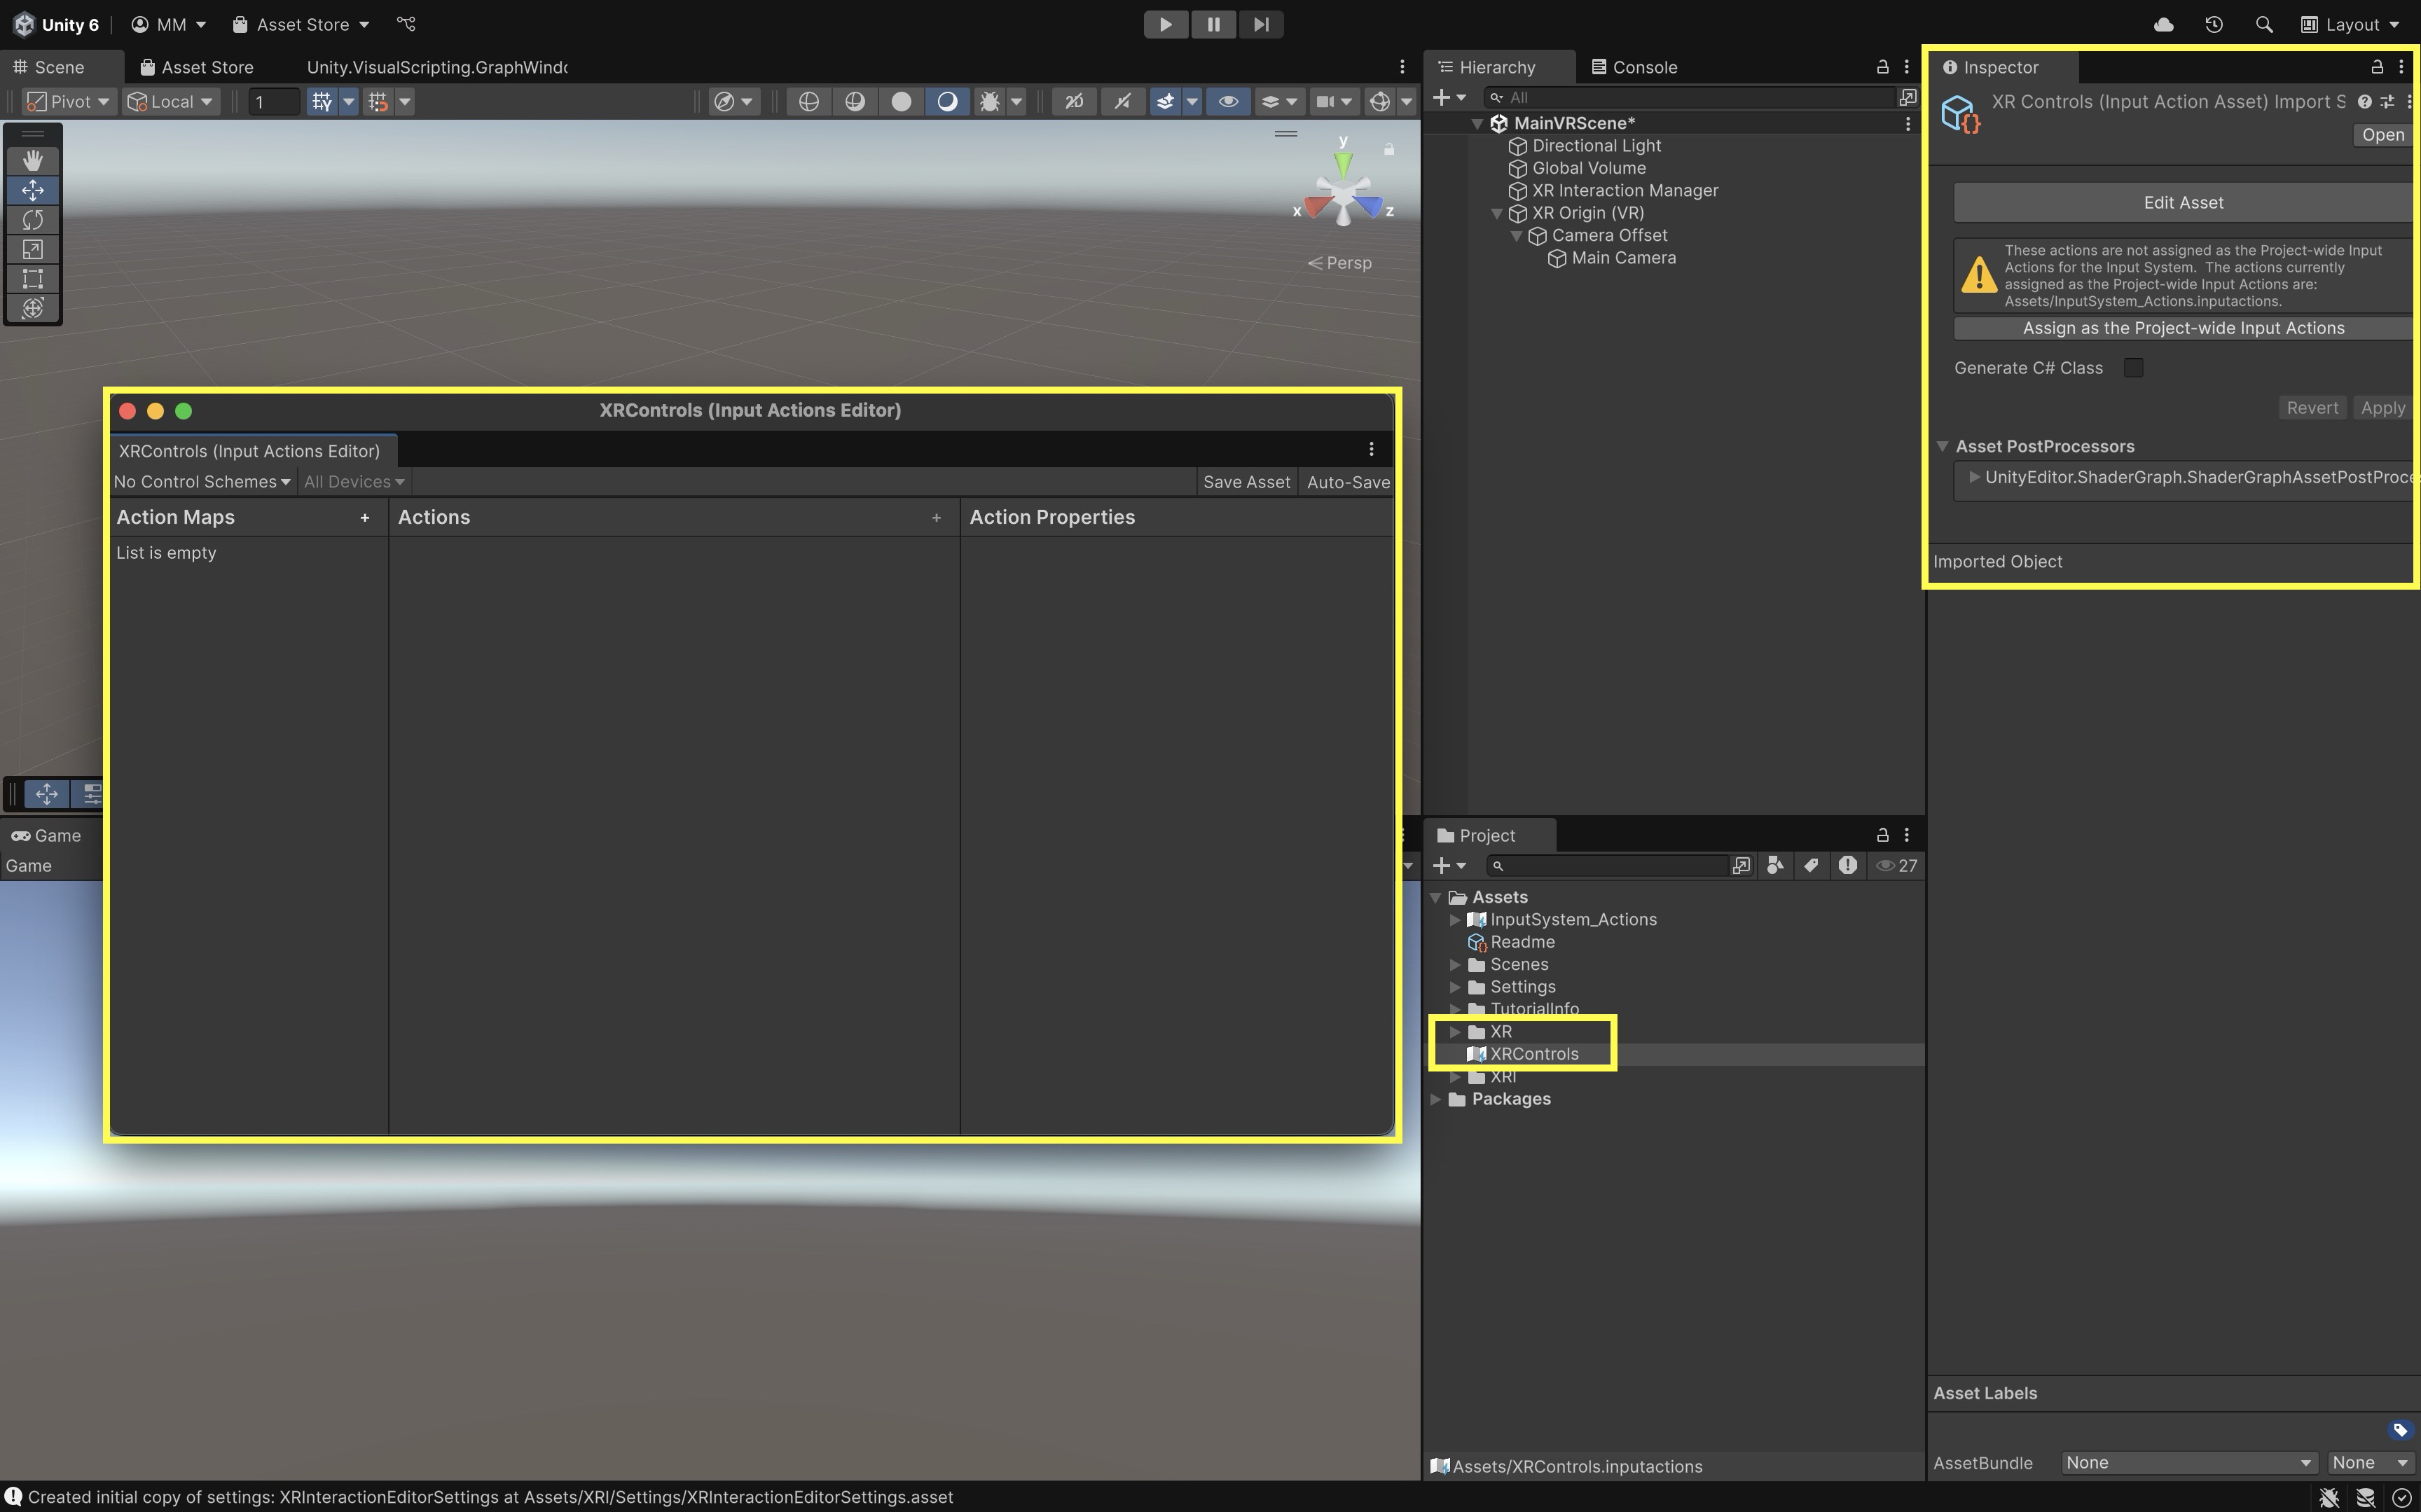 Unity 6 MM Asset Store Layout
Scene Asset Store Unity.VisualScripting.GraphWind
Pivot Local 1 2D
y
x z
Persp
XRControls (Input Actions Editor)
XRControls (Input Actions Editor)
No Control Schemes All Devices Save Asset Auto-Save
Action Maps + Actions + Action Properties
List is empty
Game
Game
Hierarchy Console
All
MainVRScene*
Directional Light
Global Volume
XR Interaction Manager
XR Origin (VR)
Camera Offset
Main Camera
Project
27
Assets
InputSystem_Actions
Readme
Scenes
Settings
TutorialInfo
XR
XRControls
XRI
Packages
Assets/XRControls.inputactions
Inspector
XR Controls (Input Action Asset) Import S
Open
Edit Asset
These actions are not assigned as the Project-wide Input
Actions for the Input System. The actions currently
assigned as the Project-wide Input Actions are:
Assets/InputSystem_Actions.inputactions.
Assign as the Project-wide Input Actions
Generate C# Class
Revert Apply
Asset PostProcessors
UnityEditor.ShaderGraph.ShaderGraphAssetPostProce
Imported Object
Asset Labels
AssetBundle None None
Created initial copy of settings: XRInteractionEditorSettings at Assets/XRI/Settings/XRInteractionEditorSettings.asset